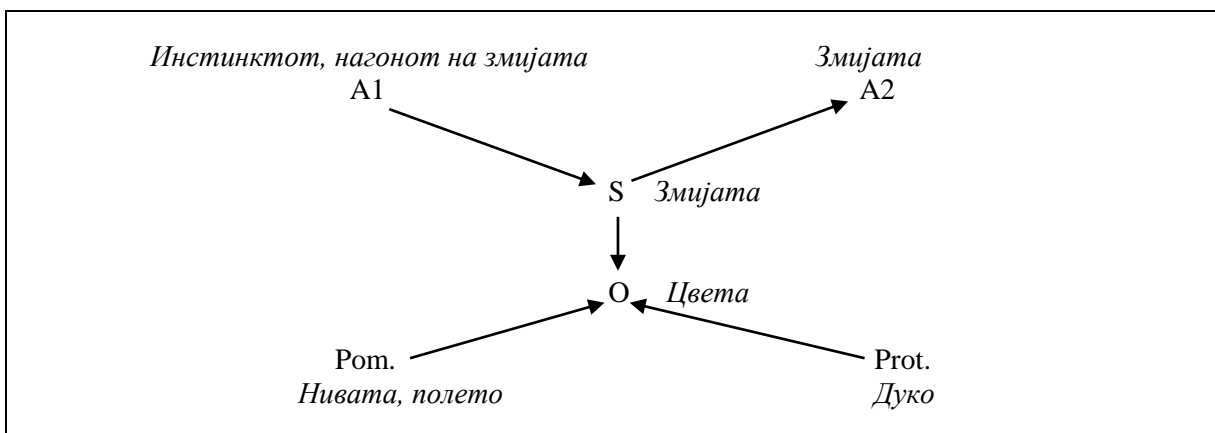 Инстинктот, нагонот на змијата Змијата
A1 A2
S Змијата
O Цвета
Pom. Prot.
Нивата, полето Дуко